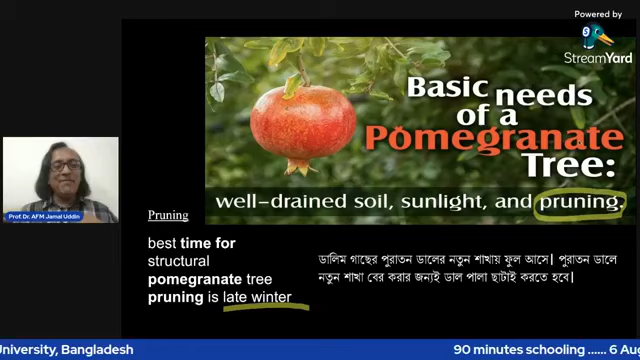 Powered by
StreamYard
Basic needs
of a
Pomegranate
Tree:
well-drained soil, sunlight, and pruning.
Prof. Dr. AFM Jamal Uddin
Pruning
best time for
structural
pomegranate tree
pruning is late winter
ডালিম গাছের পুরাতন ডালের নতুন শাখায় ফুল আসে। পুরাতন ডালে
নতুন শাখা বের করার জন্যই ডাল পালা ছাটাই করতে হবে।
University, Bangladesh
90 minutes schooling ...... 6 Aug